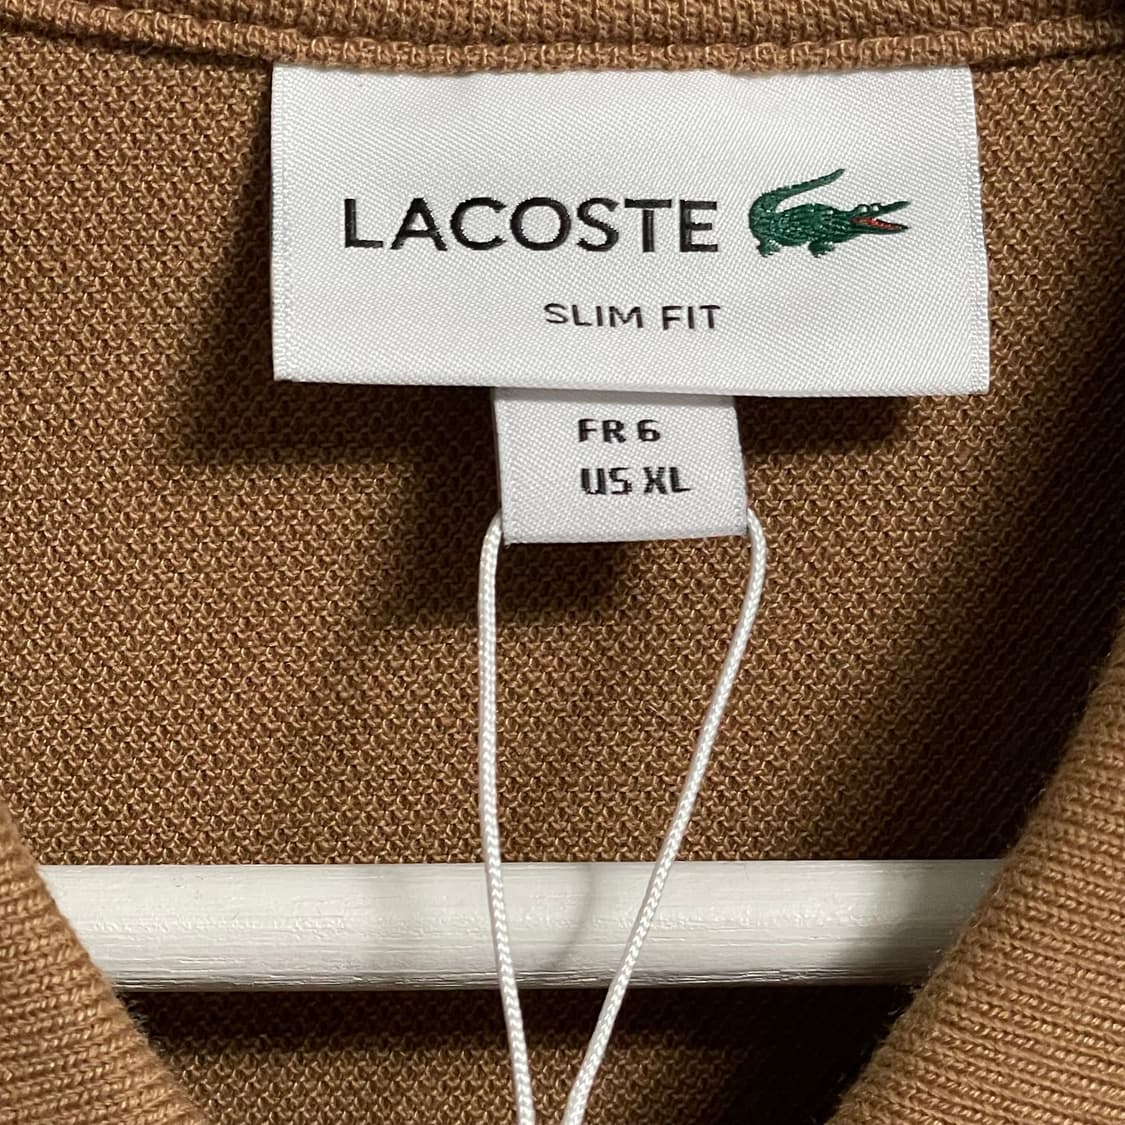 LACOSTE
SLIM FIT
FR 6
US XL